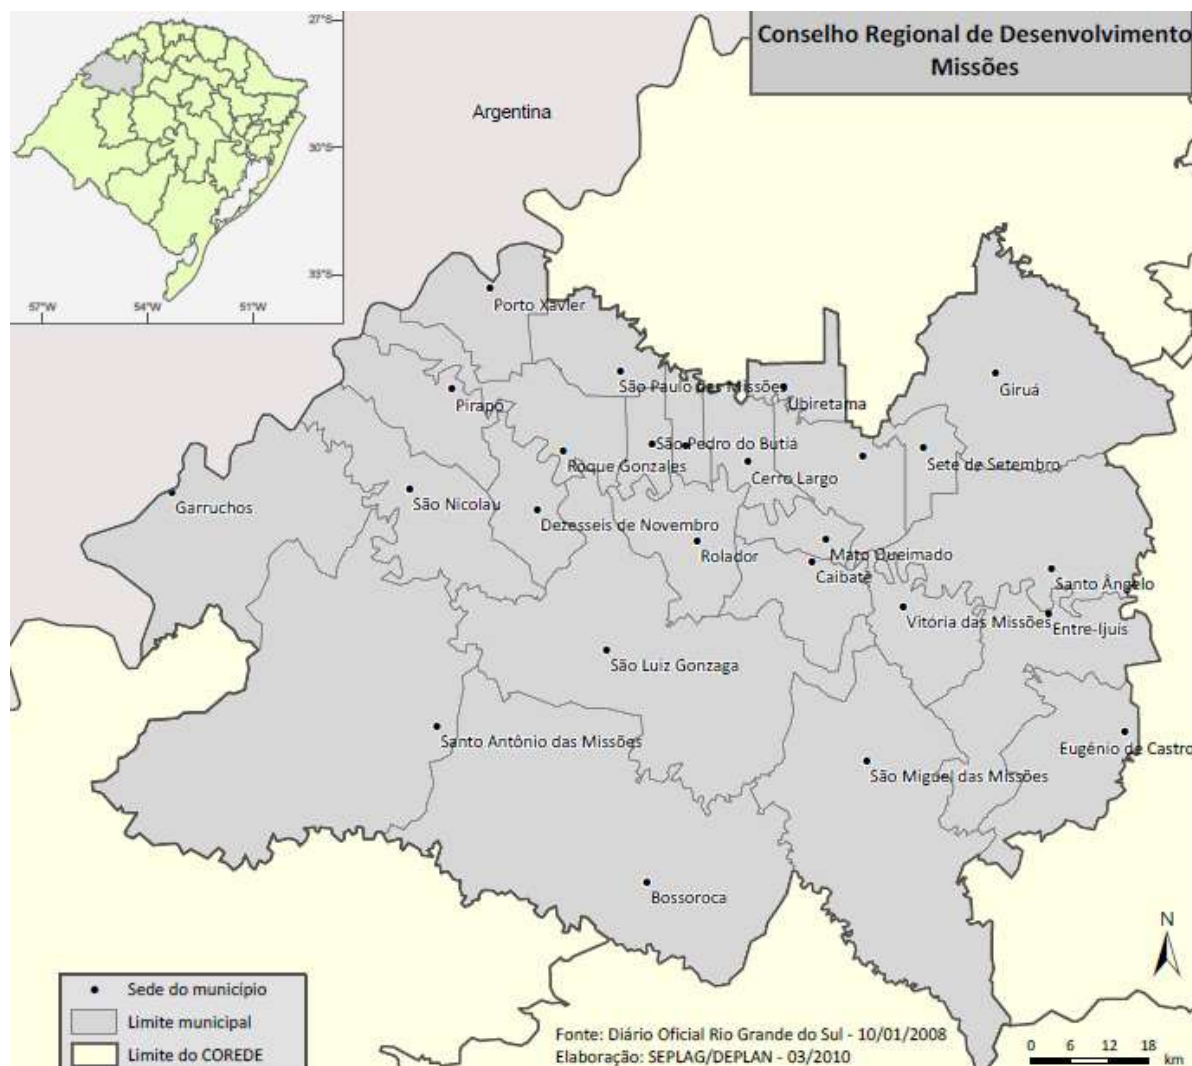 Conselho Regional de Desenvolvimento
Missões
27°S
30°S
33°S
57°W
54°W
51°W
Argentina
Porto Xavier
São Paulo das Missões
Ubiretama
Giruá
Pirapó
São Pedro do Butiá
Roque Gonzales
Cerro Largo
Sete de Setembro
Garruchos
São Nicolau
Dezesseis de Novembro
Rolador
Mato Queimado
Caibaté
Santo Ângelo
Vitória das Missões
Entre-Ijuís
São Luiz Gonzaga
Santo Antônio das Missões
Eugênio de Castro
São Miguel das Missões
Bossoroca
N
Sede do município
Limite municipal
Limite do COREDE
Fonte: Diário Oficial Rio Grande do Sul - 10/01/2008
Elaboração: SEPLAG/DEPLAN - 03/2010
0 6 12 18
km